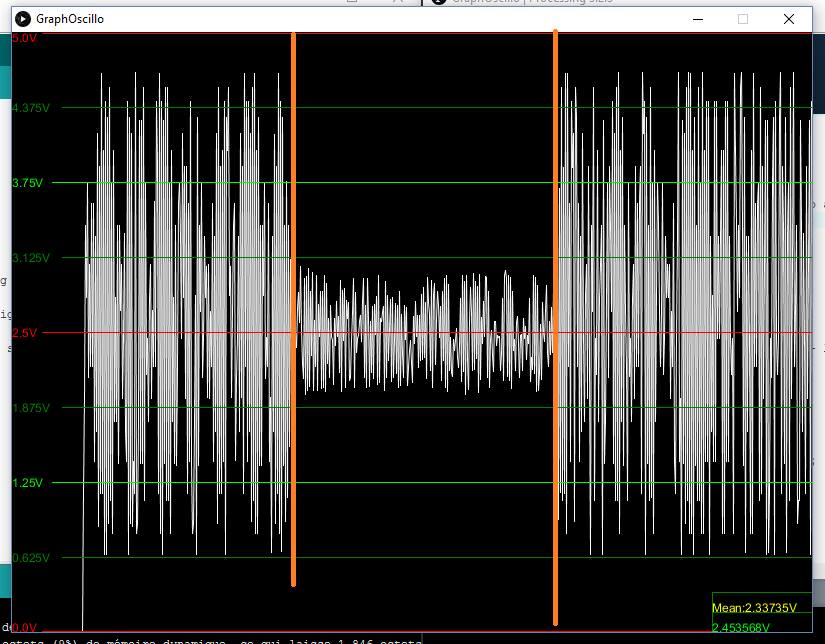 GraphOscillo | Processing 3.2.3
GraphOscillo
5.0V
4.375V
3.75V
3.125V
2.5V
1.875V
1.25V
0.625V
Mean:2.33735V
0.0V
2.453568V
octets (9%) de mémoire dynamique, ce qui laisse 1 846 octets